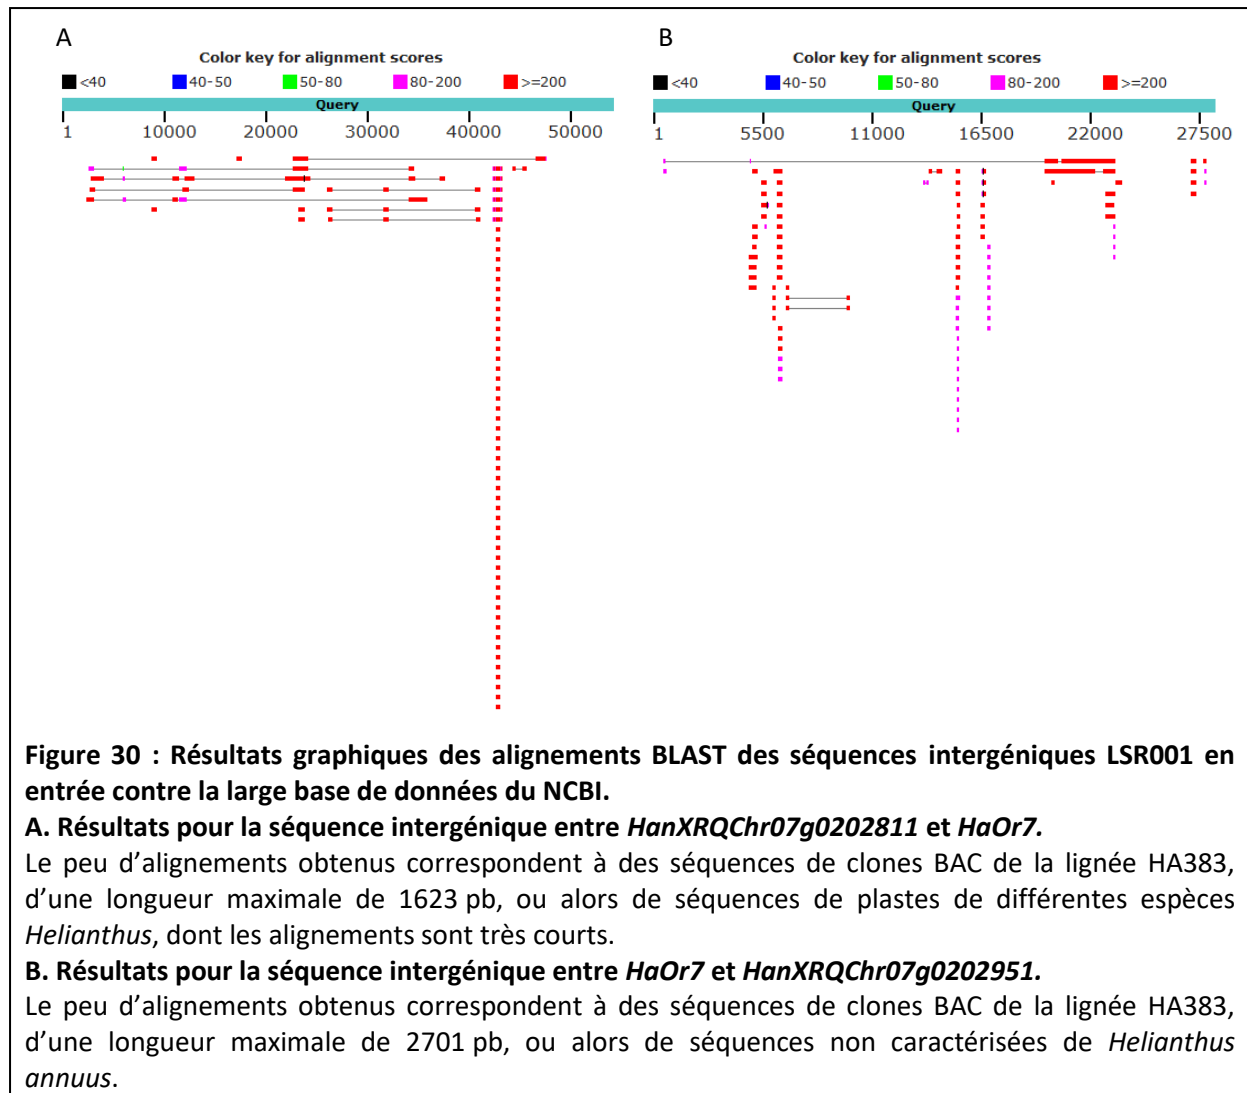 A
Color key for alignment scores
<40 40-50 50-80 80-200 >=200
Query
1 10000 20000 30000 40000 50000
B
Color key for alignment scores
<40 40-50 50-80 80-200 >=200
Query
1 5500 11000 16500 22000 27500
Figure 30 : Résultats graphiques des alignements BLAST des séquences intergéniques LSR001 en
entrée contre la large base de données du NCBI.
A. Résultats pour la séquence intergénique entre HanXRQChr07g0202811 et HaOr7.
Le peu d’alignements obtenus correspondent à des séquences de clones BAC de la lignée HA383,
d’une longueur maximale de 1623 pb, ou alors de séquences de plastes de différentes espèces
Helianthus, dont les alignements sont très courts.
B. Résultats pour la séquence intergénique entre HaOr7 et HanXRQChr07g0202951.
Le peu d’alignements obtenus correspondent à des séquences de clones BAC de la lignée HA383,
d’une longueur maximale de 2701 pb, ou alors de séquences non caractérisées de Helianthus
annuus.